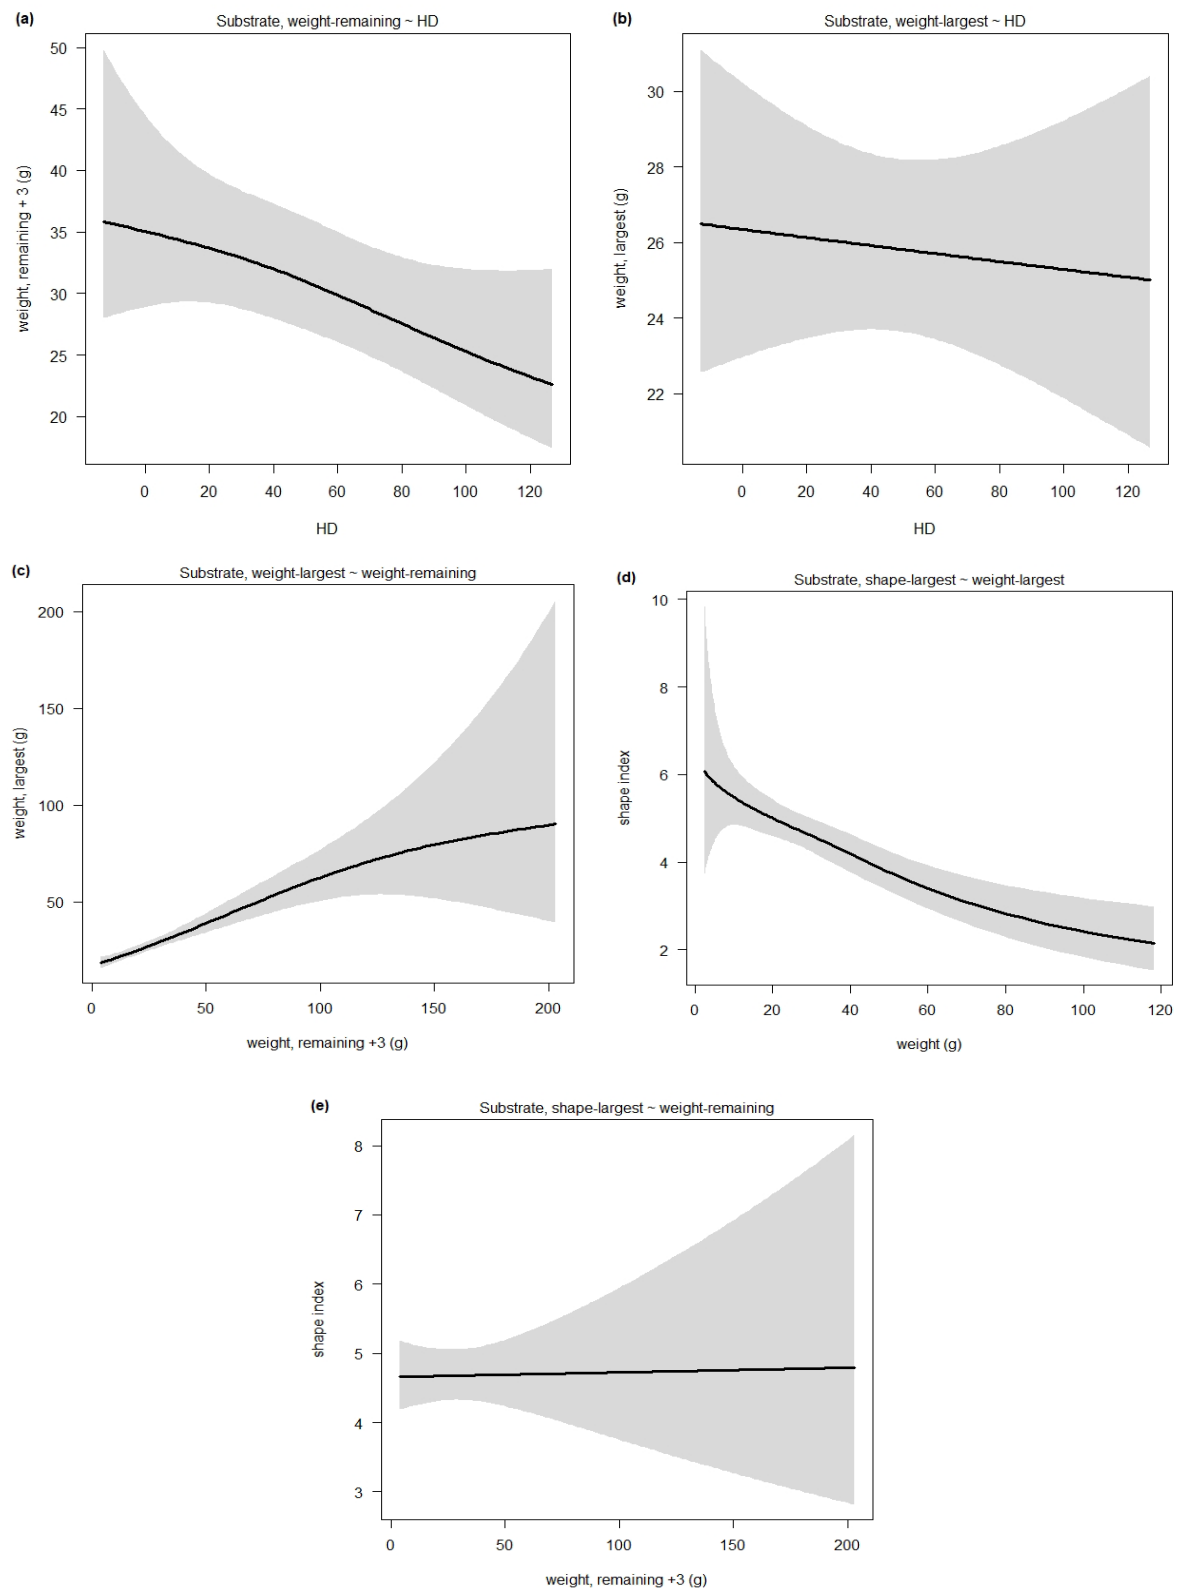 (a)
Substrate, weight-remaining ~ HD
50
45
40
35
30
25
20
weight, remaining + 3 (g)
0 20 40 60 80 100 120
HD
(b)
Substrate, weight-largest ~ HD
30
28
26
24
22
weight, largest (g)
0 20 40 60 80 100 120
HD
(c)
Substrate, weight-largest ~ weight-remaining
200
150
100
50
weight, largest (g)
0 50 100 150 200
weight, remaining +3 (g)
(d)
Substrate, shape-largest ~ weight-largest
10
8
6
4
2
shape index
0 20 40 60 80 100 120
weight (g)
(e)
Substrate, shape-largest ~ weight-remaining
8
7
6
5
4
3
shape index
0 50 100 150 200
weight, remaining +3 (g)